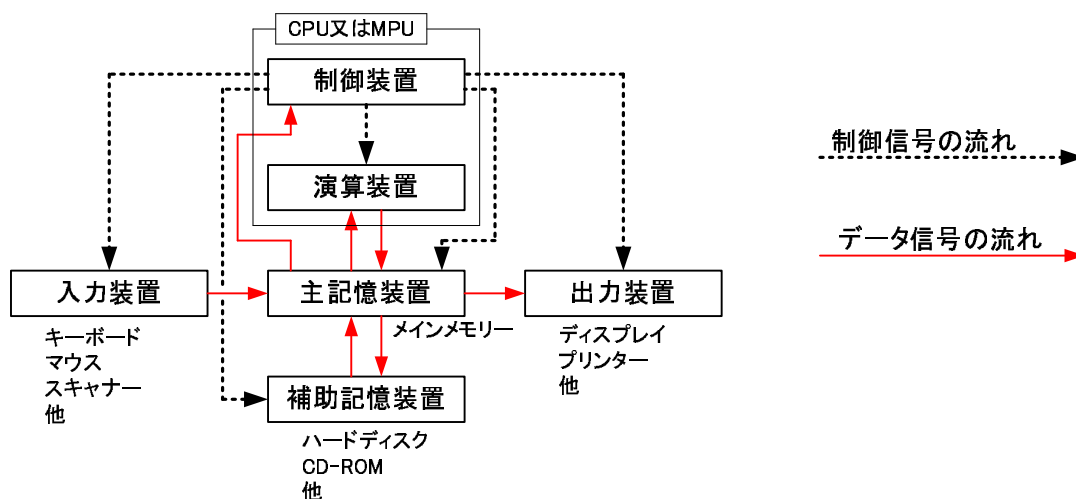 CPU又はMPU
制御装置
制御信号の流れ
演算装置
データ信号の流れ
入力装置
主記憶装置
出力装置
キーボード
マウス
スキャナー
他
メインメモリー
ディスプレイ
プリンター
他
補助記憶装置
ハードディスク
CD-ROM
他